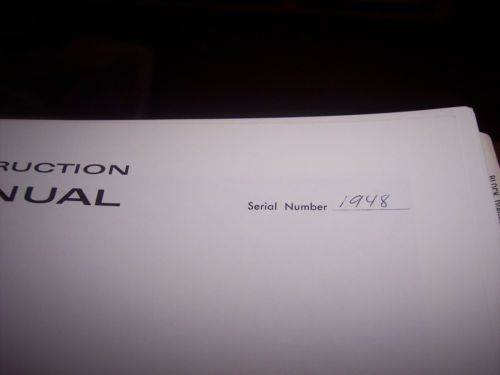 RUCTION
NUAL
Serial Number 1948